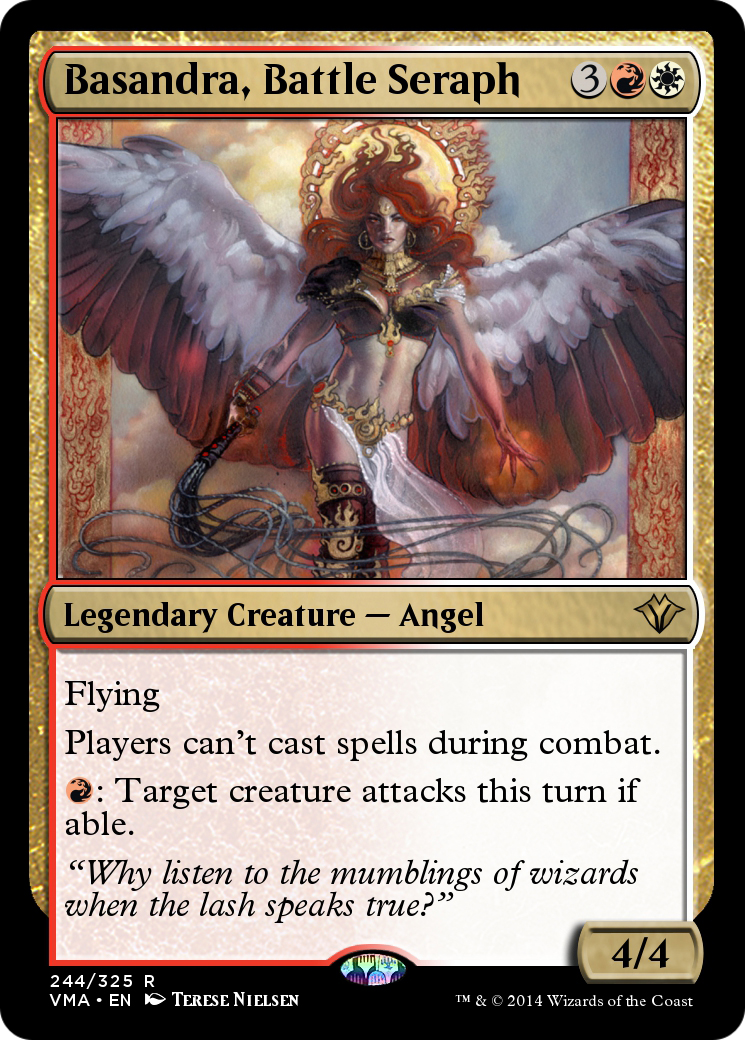 Basandra, Battle Seraph 3
Legendary Creature — Angel
Flying
Players can't cast spells during combat.
: Target creature attacks this turn if
able.
“Why listen to the mumblings of wizards
when the lash speaks true?”
4/4
244/325 R
VMA • EN Terese Nielsen
™ & © 2014 Wizards of the Coast